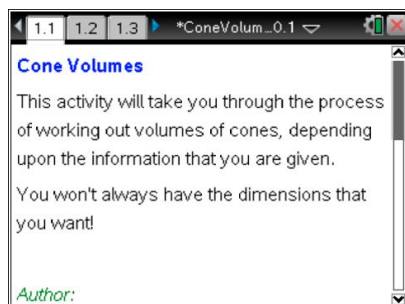 1.1 1.2 1.3 *ConeVolum…0.1
Cone Volumes
This activity will take you through the process
of working out volumes of cones, depending
upon the information that you are given.
You won't always have the dimensions that
you want!
Author: